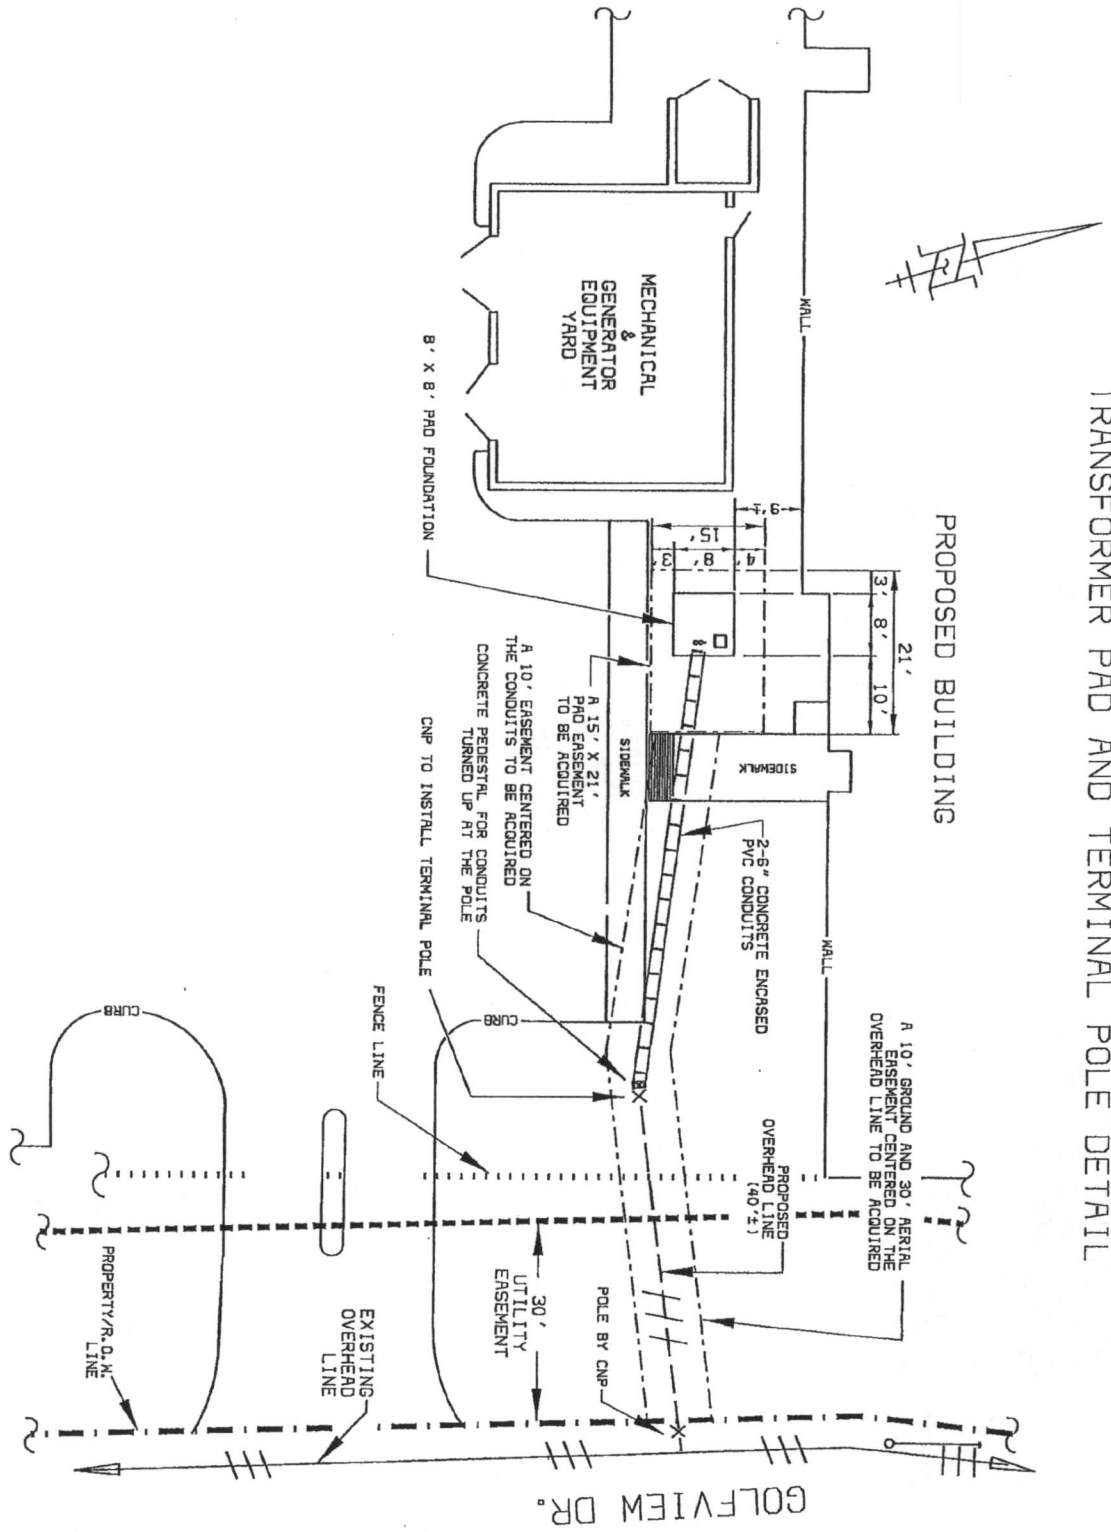 TRANSFORMER PAD AND TERMINAL POLE DETAIL
PROPOSED BUILDING
N
WALL
MECHANICAL
&
GENERATOR
EQUIPMENT
YARD
9'±
15'
4'
8'
3'
3'
8'
10'
21'
8' X 8' PAD FOUNDATION
A 15' X 21'
PAD EASEMENT
TO BE ACQUIRED
A 10' EASEMENT CENTERED ON
THE CONDUITS TO BE ACQUIRED
CONCRETE PEDESTAL FOR CONDUITS
TURNED UP AT THE POLE
CNP TO INSTALL TERMINAL POLE
SIDEWALK
SIDEWALK
2-6" CONCRETE ENCASED
PVC CONDUITS
WALL
A 10' GROUND AND 30' AERIAL
EASEMENT CENTERED ON THE
OVERHEAD LINE TO BE ACQUIRED
PROPOSED
OVERHEAD LINE
(40'±)
CURB
CURB
FENCE LINE
30'
UTILITY
EASEMENT
POLE BY CNP
PROPERTY/R.O.W.
LINE
EXISTING
OVERHEAD
LINE
GOLFVIEW DR.